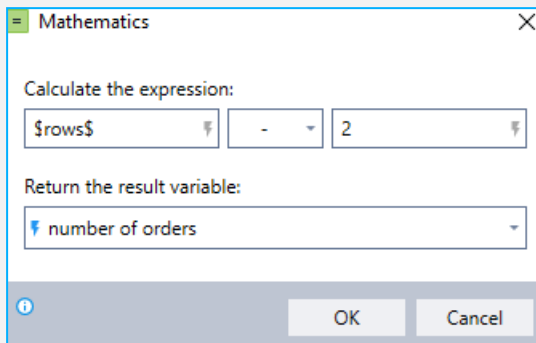 = Mathematics
Calculate the expression:
$rows$ - 2
Return the result variable:
number of orders
OK Cancel